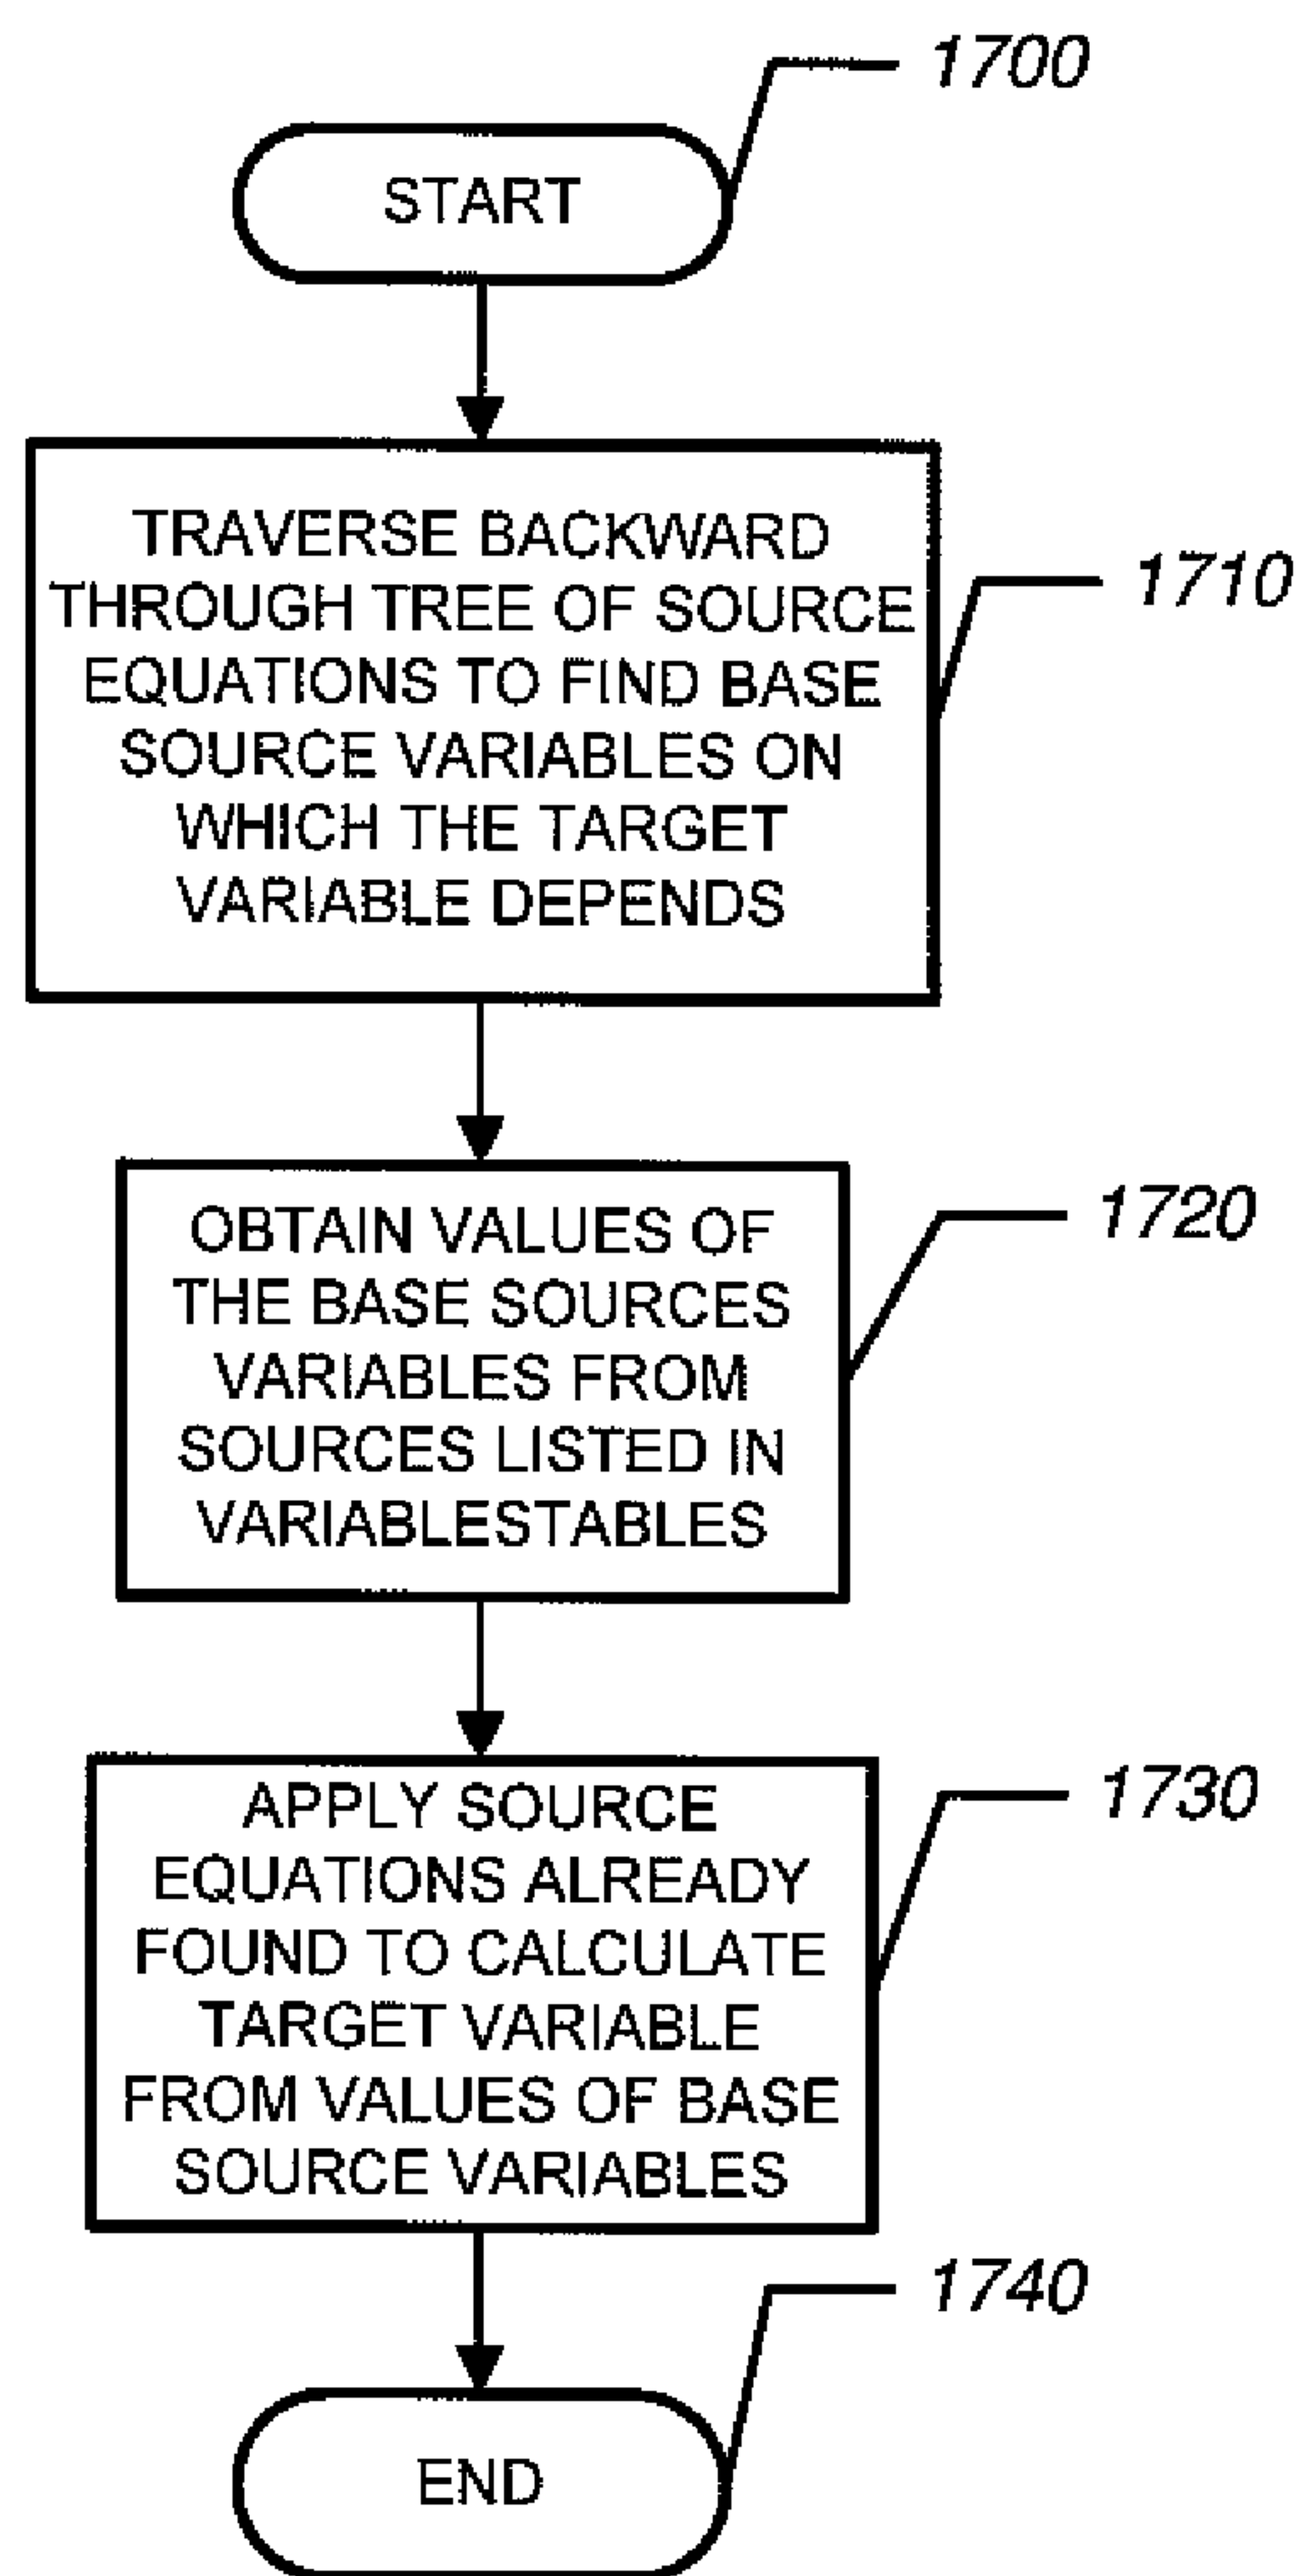 1700
START
TRAVERSE BACKWARD
THROUGH TREE OF SOURCE
EQUATIONS TO FIND BASE
SOURCE VARIABLES ON
WHICH THE TARGET
VARIABLE DEPENDS
1710
OBTAIN VALUES OF
THE BASE SOURCES
VARIABLES FROM
SOURCES LISTED IN
VARIABLESTABLES
1720
APPLY SOURCE
EQUATIONS ALREADY
FOUND TO CALCULATE
TARGET VARIABLE
FROM VALUES OF BASE
SOURCE VARIABLES
1730
1740
END